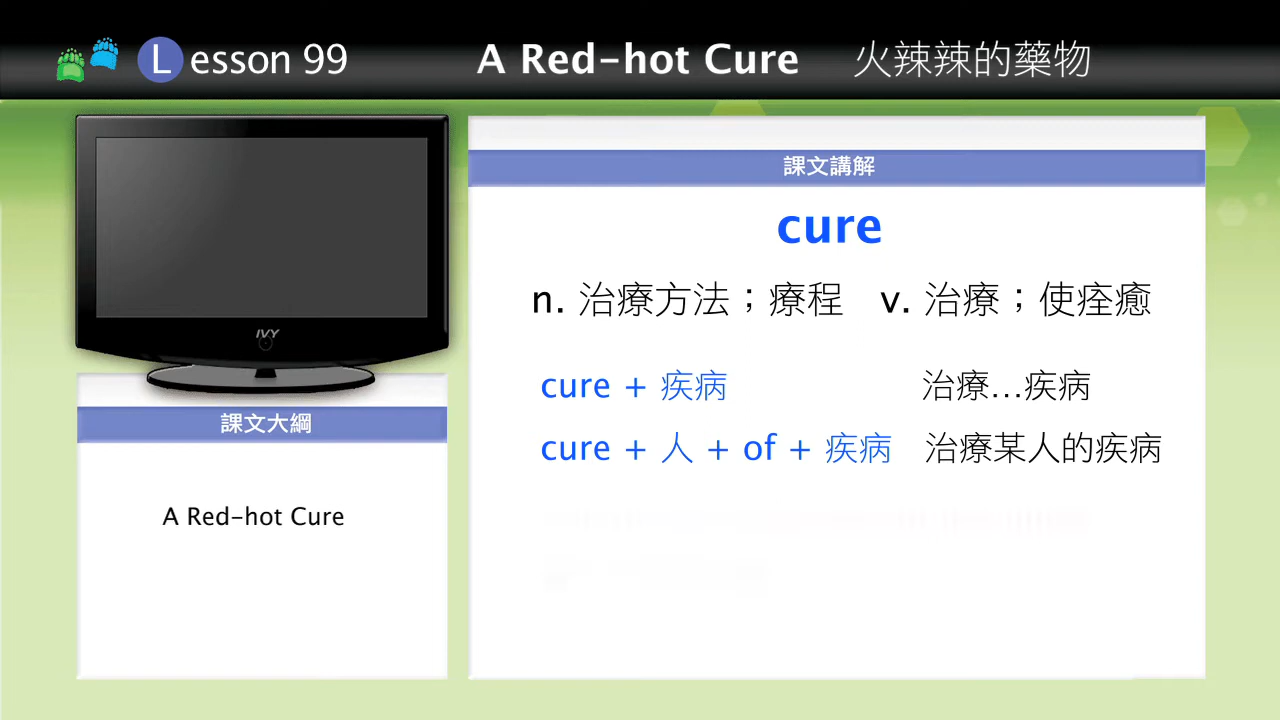 Lesson 99
A Red-hot Cure 火辣辣的藥物
IVY
課文大綱
A Red-hot Cure
課文講解
cure
n. 治療方法；療程 v. 治療；使痊癒
cure + 疾病 治療…疾病
cure + 人 + of + 疾病 治療某人的疾病